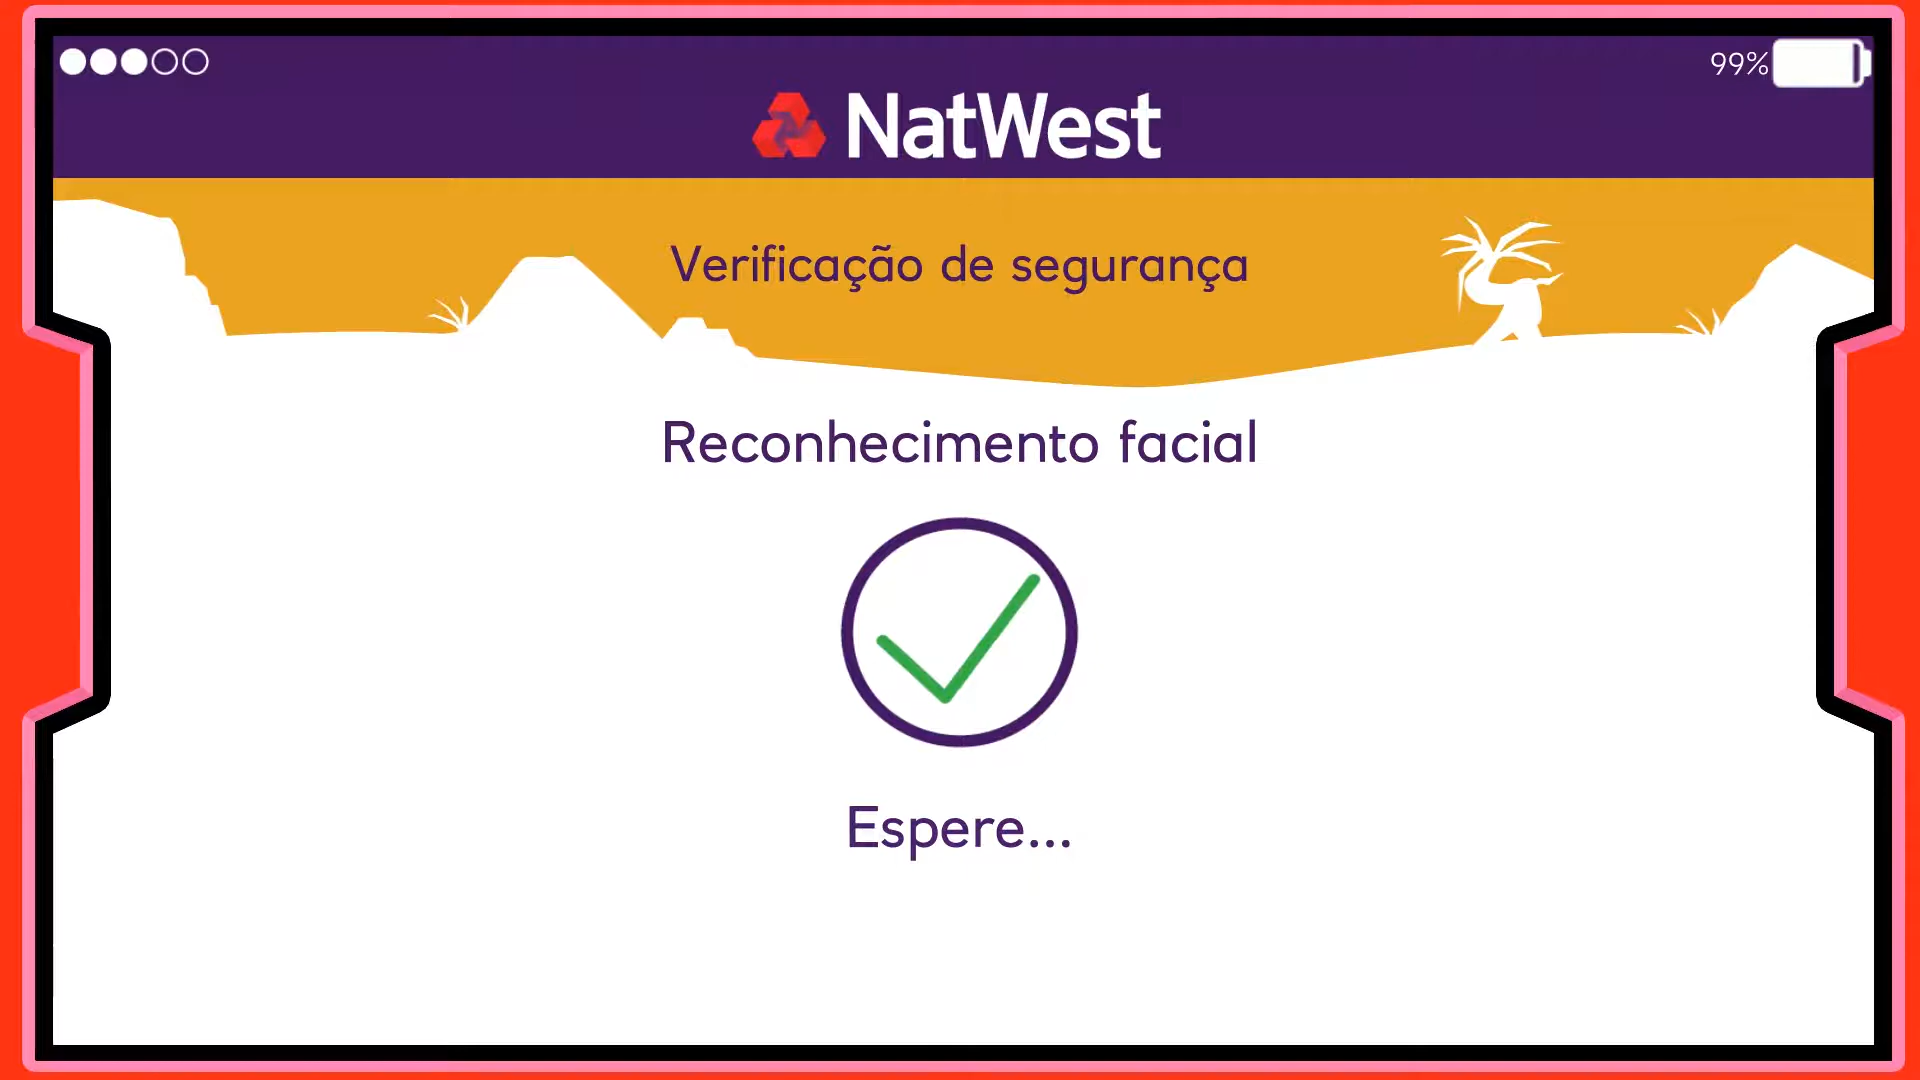 99%
NatWest
Verificação de segurança
Reconhecimento facial
Espere...